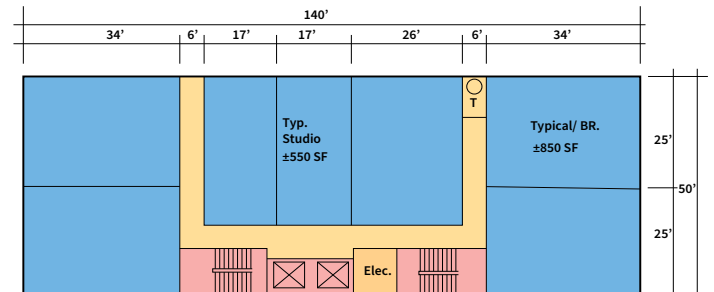 140’
34’ 6’ 17’ 17’ 26’ 6’ 34’
T
Typ.
Studio
±550 SF
Typical/ BR.
±850 SF
25’
50’
25’
Elec.